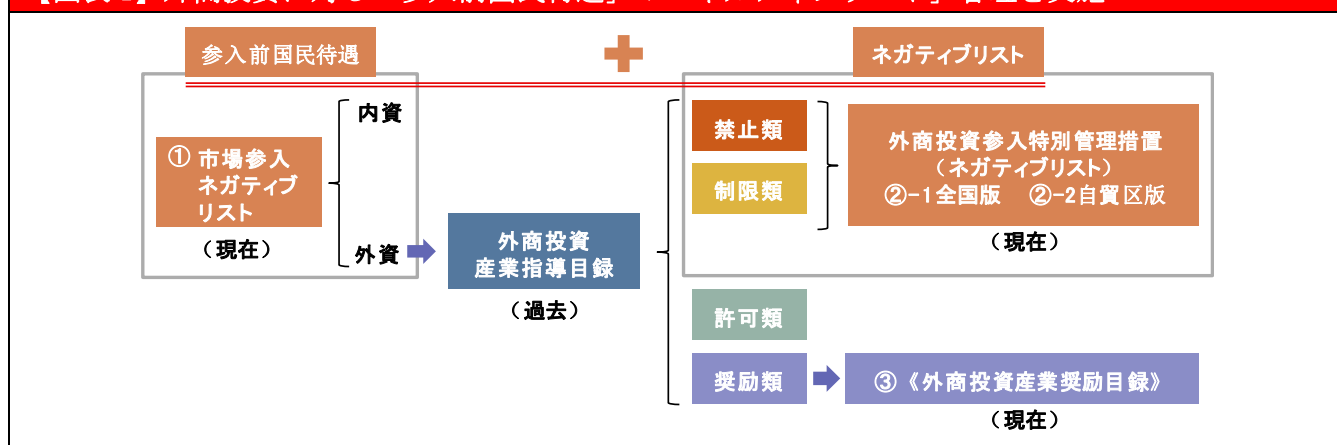 参入前国民待遇
ネガティブリスト
① 市場参入
ネガティブ
リスト
（現在）
内資
外資
外商投資
産業指導目録
（過去）
禁止類
制限類
許可類
奨励類
外商投資参入特別管理措置
（ネガティブリスト）
②-1全国版 ②-2自貿区版
（現在）
③《外商投資産業奨励目録》
（現在）